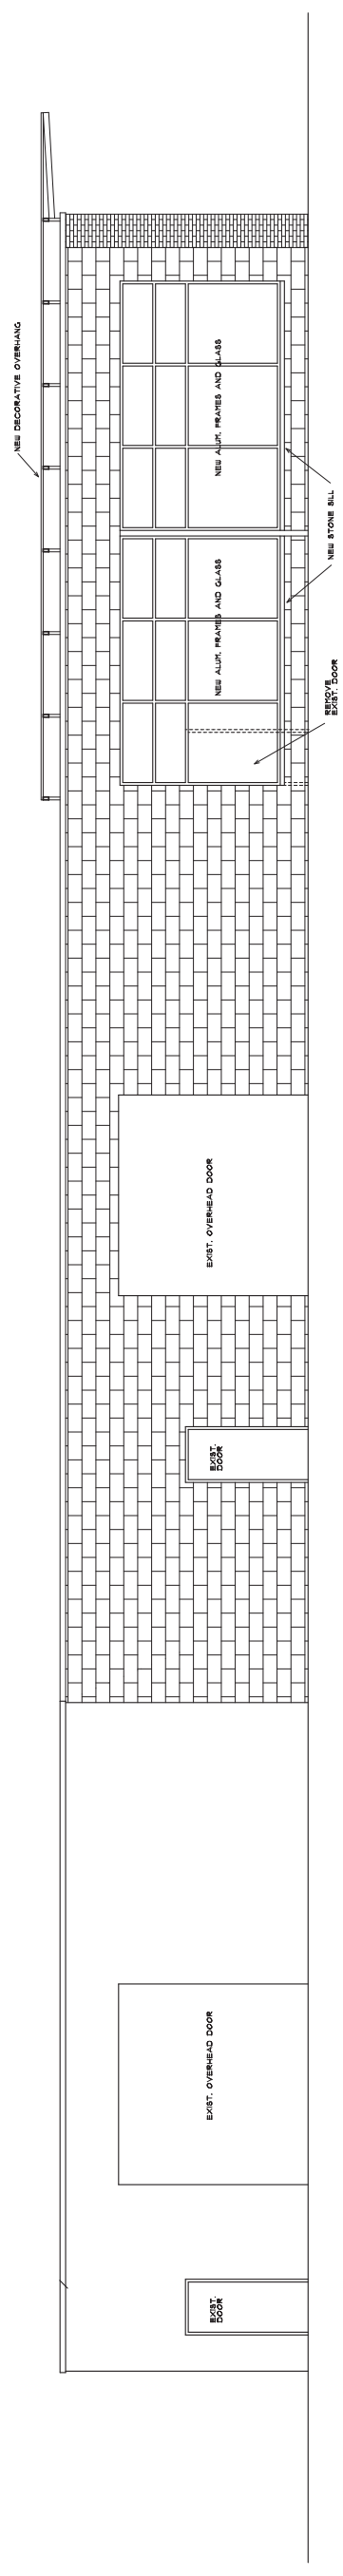 NEW DECORATIVE OVERHANG
NEW ALUM. FRAMES AND GLASS
NEW STONE SILL
NEW ALUM. FRAMES AND GLASS
REMOVE
EXIST. DOOR
EXIST. OVERHEAD DOOR
EXIST.
DOOR
EXIST. OVERHEAD DOOR
EXIST.
DOOR